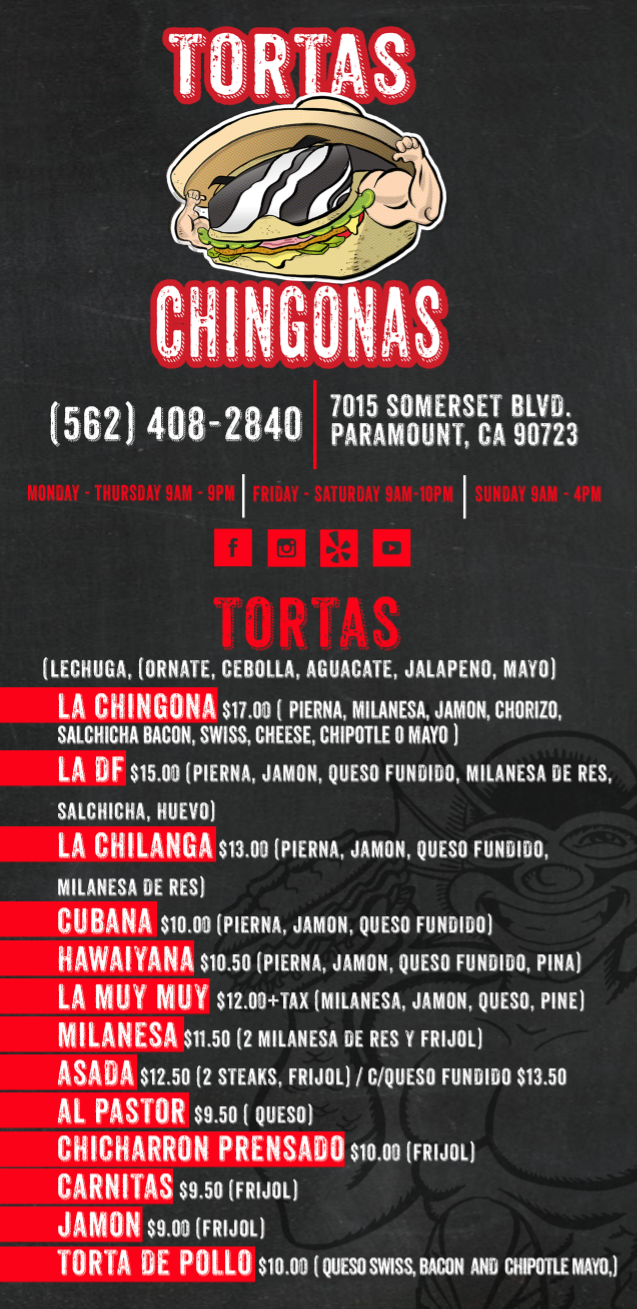 TORTAS
CHINGONAS
(562) 408-2840
7015 SOMERSET BLVD.
PARAMOUNT, CA 90723
MONDAY - THURSDAY 9AM - 9PM | FRIDAY - SATURDAY 9AM-10PM | SUNDAY 9AM - 4PM
TORTAS
(LECHUGA, (ORNATE, CEBOLLA, AGUACATE, JALAPENO, MAYO)
LA CHINGONA $17.00 ( PIERNA, MILANESA, JAMON, CHORIZO,
SALCHICHA BACON, SWISS, CHEESE, CHIPOTLE O MAYO )
LA DF $15.00 (PIERNA, JAMON, QUESO FUNDIDO, MILANESA DE RES,
SALCHICHA, HUEVO)
LA CHILANGA $13.00 (PIERNA, JAMON, QUESO FUNDIDO,
MILANESA DE RES)
CUBANA $10.00 (PIERNA, JAMON, QUESO FUNDIDO)
HAWAIYANA $10.50 (PIERNA, JAMON, QUESO FUNDIDO, PINA)
LA MUY MUY $12.00+TAX (MILANESA, JAMON, QUESO, PINE)
MILANESA $11.50 (2 MILANESA DE RES Y FRIJOL)
ASADA $12.50 (2 STEAKS, FRIJOL) / C/QUESO FUNDIDO $13.50
AL PASTOR $9.50 ( QUESO)
CHICHARRON PRENSADO $10.00 (FRIJOL)
CARNITAS $9.50 (FRIJOL)
JAMON $9.00 (FRIJOL)
TORTA DE POLLO $10.00 ( QUESO SWISS, BACON AND CHIPOTLE MAYO,)